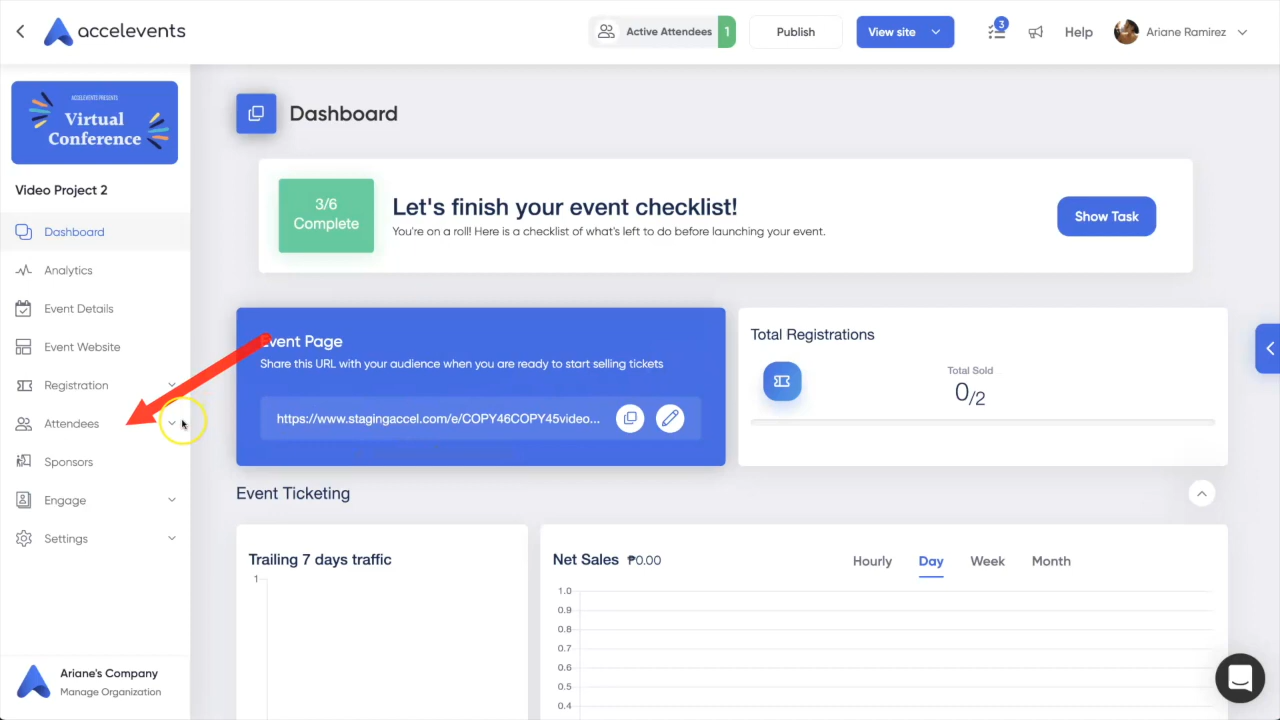 accelevents
Active Attendees 1
Publish
View site
3
Help
Ariane Ramirez
ACCELEVENTS PRESENTS
Virtual
Conference
Video Project 2
Dashboard
Analytics
Event Details
Event Website
Registration
Attendees
Sponsors
Engage
Settings
Ariane's Company
Manage Organization
Dashboard
3/6
Complete
Let's finish your event checklist!
You're on a roll! Here is a checklist of what's left to do before launching your event.
Show Task
Event Page
Share this URL with your audience when you are ready to start selling tickets
https://www.stagingaccel.com/e/COPY46COPY45video...
Total Registrations
Total Sold
0/2
Event Ticketing
Trailing 7 days traffic
1
Net Sales ₱0.00
Hourly Day Week Month
1.0
0.9
0.8
0.7
0.6
0.5
0.4